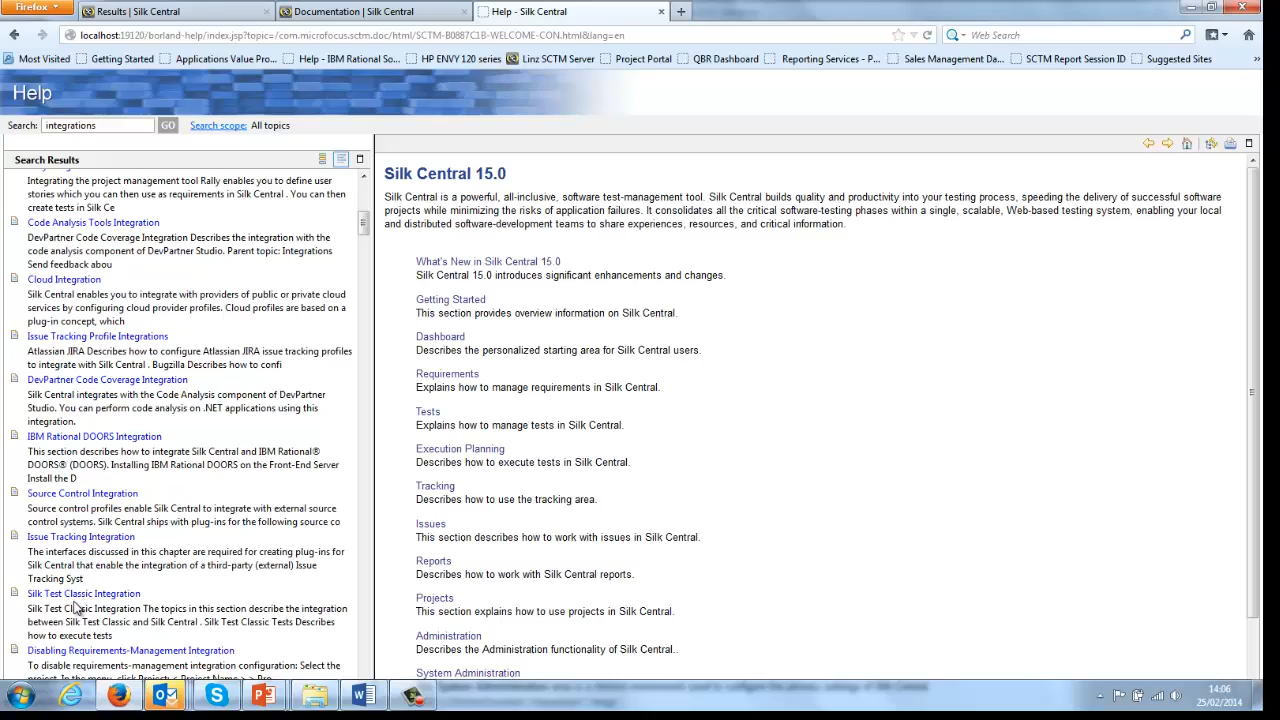 Firefox
Results | Silk Central
Documentation | Silk Central
Help - Silk Central
localhost:19120/borland-help/index.jsp?topic=/com.microfocus.sctm.doc/html/SCTM-B0887C1B-WELCOME-CON.html&lang=en
Web Search
Most Visited
Getting Started
Applications Value Pro...
Help - IBM Rational So...
HP ENVY 120 series
Linz SCTM Server
Project Portal
QBR Dashboard
Reporting Services - P...
Sales Management Da...
SCTM Report Session ID
Suggested Sites
Help
Search: integrations GO Search scope: All topics
Search Results
Integrating the project management tool Rally enables you to define user
stories which you can then use as requirements in Silk Central . You can then
create tests in Silk Ce
Code Analysis Tools Integration
DevPartner Code Coverage Integration Describes the integration with the
code analysis component of DevPartner Studio. Parent topic: Integrations
Send feedback abou
Cloud Integration
Silk Central enables you to integrate with providers of public or private cloud
services by configuring cloud provider profiles. Cloud profiles are based on a
plug-in concept, which
Issue Tracking Profile Integrations
Atlassian JIRA Describes how to configure Atlassian JIRA issue tracking profiles
to integrate with Silk Central . Bugzilla Describes how to confi
DevPartner Code Coverage Integration
Silk Central integrates with the Code Analysis component of DevPartner
Studio. You can perform code analysis on .NET applications using this
integration.
IBM Rational DOORS Integration
This section describes how to integrate Silk Central and IBM Rational®
DOORS® (DOORS). Installing IBM Rational DOORS on the Front-End Server
Install the D
Source Control Integration
Source control profiles enable Silk Central to integrate with external source
control systems. Silk Central ships with plug-ins for the following source co
Issue Tracking Integration
The interfaces discussed in this chapter are required for creating plug-ins for
Silk Central that enable the integration of a third-party (external) Issue
Tracking Syst
Silk Test Classic Integration
Silk Test Classic Integration The topics in this section describe the integration
between Silk Test Classic and Silk Central . Silk Test Classic Tests Describes
how to execute tests
Disabling Requirements-Management Integration
To disable requirements-management integration configuration: Select the
project. In the menu, click Project < Project Name > > Pro
Silk Central 15.0
Silk Central is a powerful, all-inclusive, software test-management tool. Silk Central builds quality and productivity into your testing process, speeding the delivery of successful software
projects while minimizing the risks of application failures. It consolidates all the critical software-testing phases within a single, scalable, Web-based testing system, enabling your local
and distributed software-development teams to share experiences, resources, and critical information.
What's New in Silk Central 15.0
Silk Central 15.0 introduces significant enhancements and changes.
Getting Started
This section provides overview information on Silk Central.
Dashboard
Describes the personalized starting area for Silk Central users.
Requirements
Explains how to manage requirements in Silk Central.
Tests
Explains how to manage tests in Silk Central.
Execution Planning
Describes how to execute tests in Silk Central.
Tracking
Describes how to use the tracking area.
Issues
This section describes how to work with issues in Silk Central.
Reports
Describes how to work with Silk Central reports.
Projects
This section explains how to use projects in Silk Central.
Administration
Describes the Administration functionality of Silk Central..
System Administration
14:06
25/02/2014